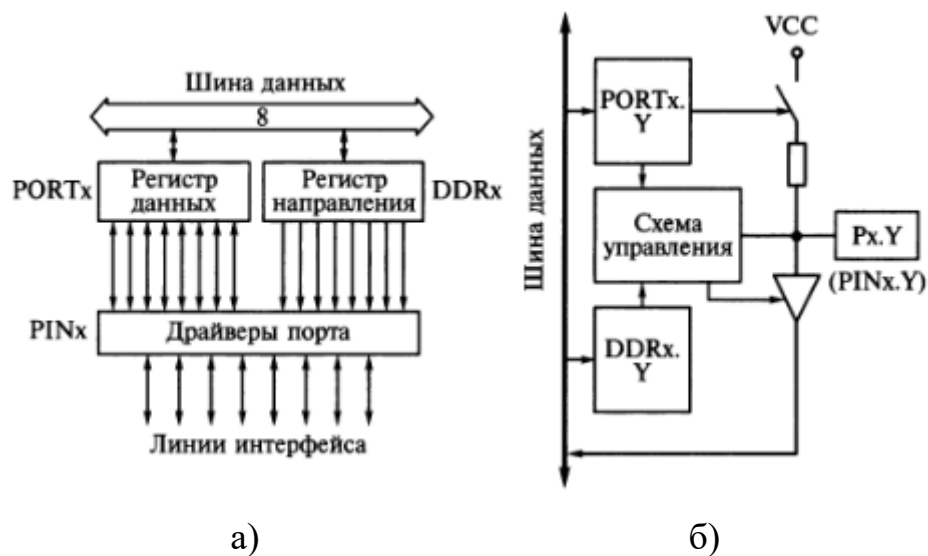 Шина данных
8
PORTx
Регистр
данных
Регистр
направления
DDRx
PINx
Драйверы порта
Линии интерфейса
а)
VCC
Шина данных
PORTx.
Y
Схема
управления
Px.Y
(PINx.Y)
DDRx.
Y
б)